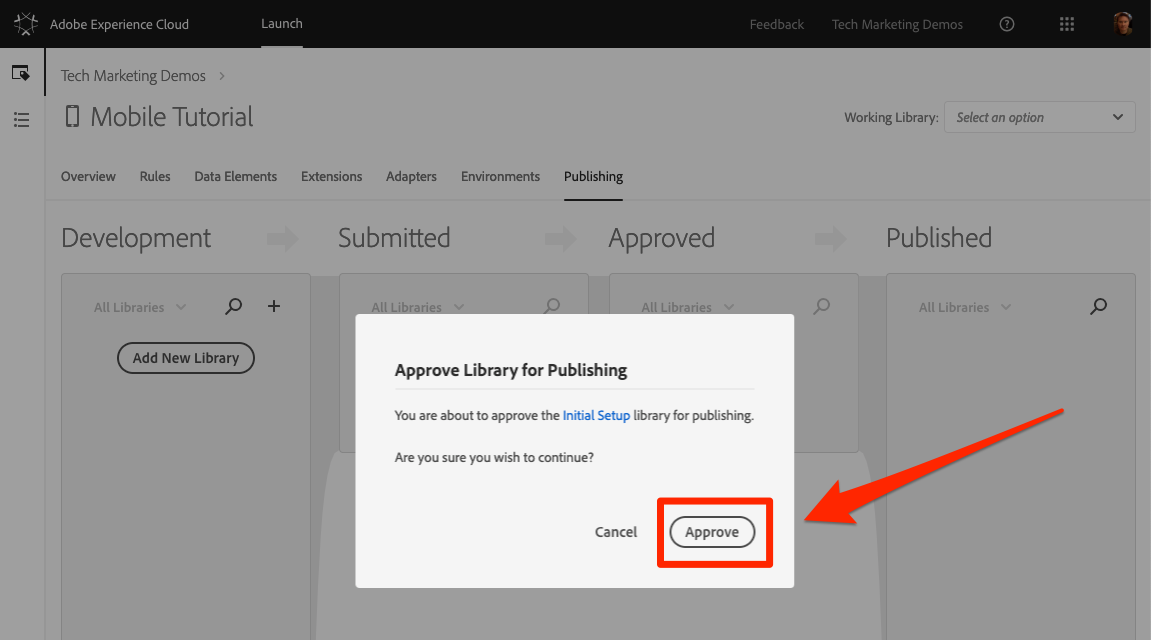 Adobe Experience Cloud
Launch
Feedback
Tech Marketing Demos
Tech Marketing Demos
Mobile Tutorial
Working Library:
Select an option
Overview
Rules
Data Elements
Extensions
Adapters
Environments
Publishing
Development
Submitted
Approved
Published
All Libraries
All Libraries
All Libraries
All Libraries
Add New Library
Approve Library for Publishing
You are about to approve the Initial Setup library for publishing.
Are you sure you wish to continue?
Cancel
Approve